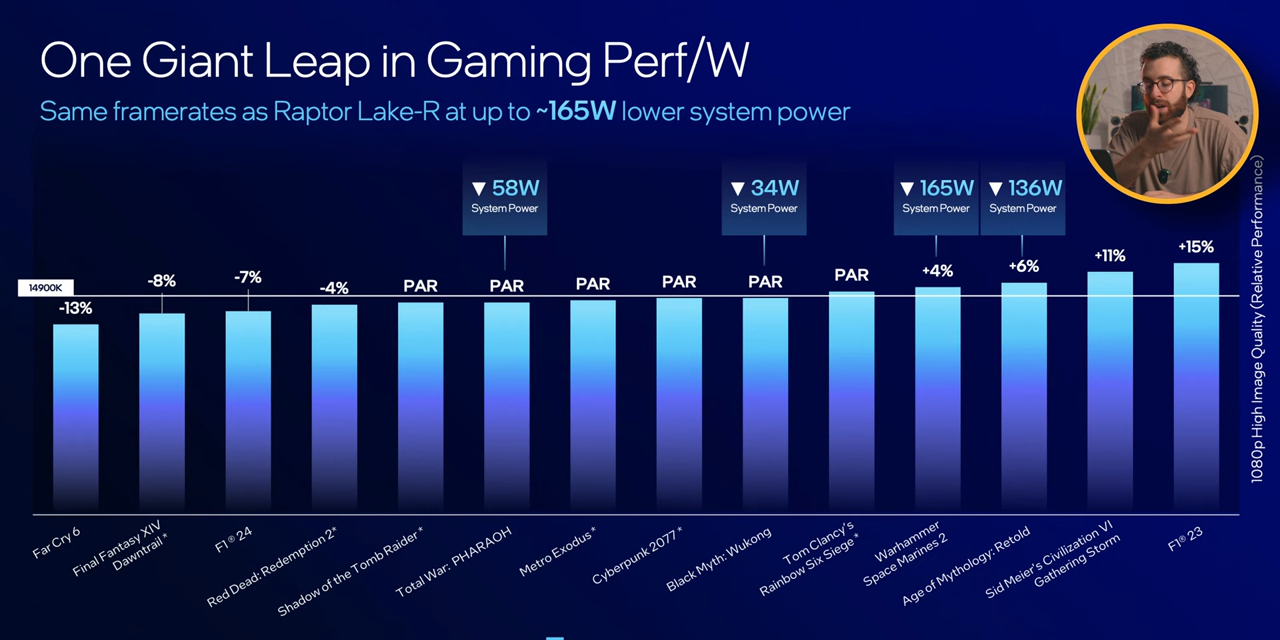 One Giant Leap in Gaming Perf/W
Same framerates as Raptor Lake-R at up to ~165W lower system power
▼ 58W
System Power
▼ 34W
System Power
▼ 165W
System Power
▼ 136W
System Power
14900K
-13%
-8%
-7%
-4%
PAR
PAR
PAR
PAR
PAR
PAR
+4%
+6%
+11%
+15%
Far Cry 6
Final Fantasy XIV
Dawntrail *
F1® 24
Red Dead: Redemption 2*
Shadow of the Tomb Raider *
Total War: PHARAOH
Metro Exodus *
Cyberpunk 2077 *
Black Myth: Wukong
Tom Clancy's
Rainbow Six Siege *
Warhammer
Space Marines 2
Age of Mythology: Retold
Sid Meier's Civilization VI
Gathering Storm
F1® 23
1080p High Image Quality (Relative Performance)